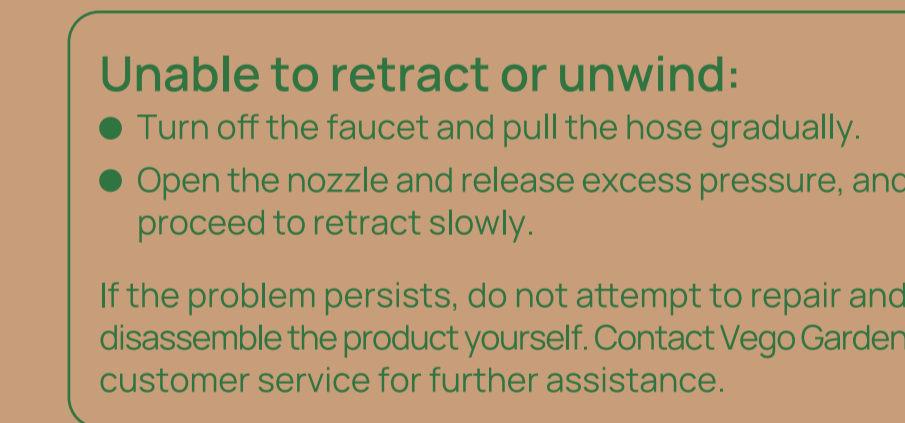 Unable to retract or unwind:
● Turn off the faucet and pull the hose gradually.
● Open the nozzle and release excess pressure, and
proceed to retract slowly.
If the problem persists, do not attempt to repair and
disassemble the product yourself. Contact Vego Garden
customer service for further assistance.